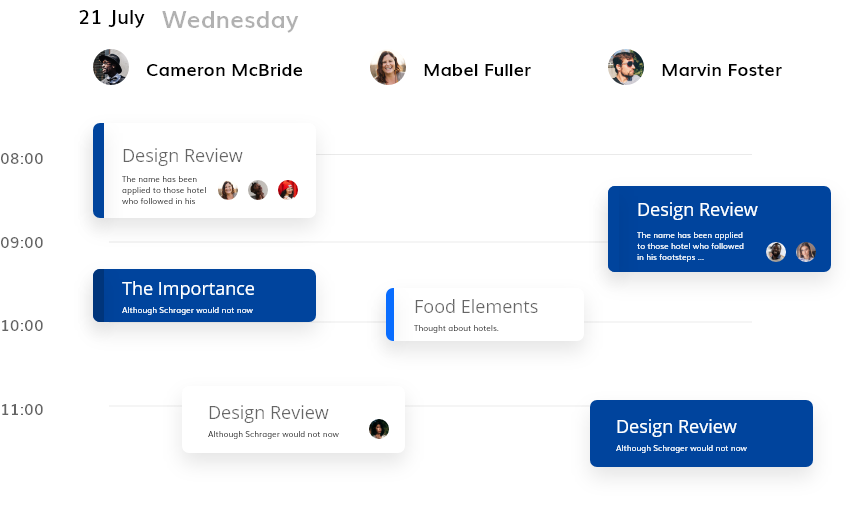 21 July Wednesday
Cameron McBride
Mabel Fuller
Marvin Foster
08:00
Design Review
The name has been
applied to those hotel
who followed in his
Design Review
The name has been applied
to those hotel who followed
in his footsteps ...
09:00
The Importance
Although Schrager would not now
Food Elements
Thought about hotels.
10:00
11:00
Design Review
Although Schrager would not now
Design Review
Although Schrager would not now